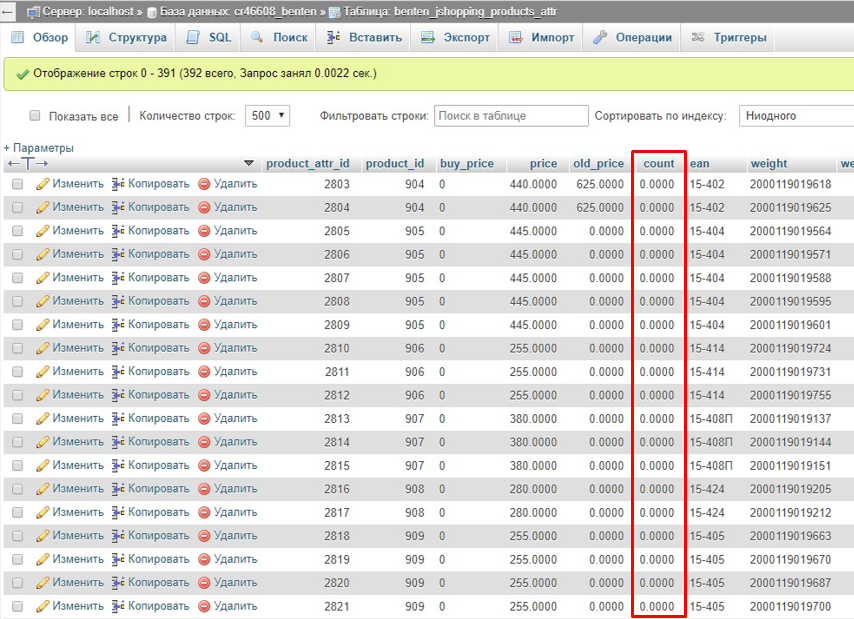 Сервер: localhost » База данных: cr46608_benten » Таблица: benten_jshopping_products_attr
Обзор Структура SQL Поиск Вставить Экспорт Импорт Операции Триггеры
Отображение строк 0 - 391 (392 всего, Запрос занял 0.0022 сек.)
Показать все Количество строк: 500 Фильтровать строки: Поиск в таблице Сортировать по индексу: Ниодного
+ Параметры
←T→ product_attr_id product_id buy_price price old_price count ean weight we
Изменить Копировать Удалить 2803 904 0 440.0000 625.0000 0.0000 15-402 2000119019618
Изменить Копировать Удалить 2804 904 0 440.0000 625.0000 0.0000 15-402 2000119019625
Изменить Копировать Удалить 2805 905 0 445.0000 0.0000 0.0000 15-404 2000119019564
Изменить Копировать Удалить 2806 905 0 445.0000 0.0000 0.0000 15-404 2000119019571
Изменить Копировать Удалить 2807 905 0 445.0000 0.0000 0.0000 15-404 2000119019588
Изменить Копировать Удалить 2808 905 0 445.0000 0.0000 0.0000 15-404 2000119019595
Изменить Копировать Удалить 2809 905 0 445.0000 0.0000 0.0000 15-404 2000119019601
Изменить Копировать Удалить 2810 906 0 255.0000 0.0000 0.0000 15-414 2000119019724
Изменить Копировать Удалить 2811 906 0 255.0000 0.0000 0.0000 15-414 2000119019731
Изменить Копировать Удалить 2812 906 0 255.0000 0.0000 0.0000 15-414 2000119019755
Изменить Копировать Удалить 2813 907 0 380.0000 0.0000 0.0000 15-408П 2000119019137
Изменить Копировать Удалить 2814 907 0 380.0000 0.0000 0.0000 15-408П 2000119019144
Изменить Копировать Удалить 2815 907 0 380.0000 0.0000 0.0000 15-408П 2000119019151
Изменить Копировать Удалить 2816 908 0 280.0000 0.0000 0.0000 15-424 2000119019205
Изменить Копировать Удалить 2817 908 0 280.0000 0.0000 0.0000 15-424 2000119019212
Изменить Копировать Удалить 2818 909 0 255.0000 0.0000 0.0000 15-405 2000119019663
Изменить Копировать Удалить 2819 909 0 255.0000 0.0000 0.0000 15-405 2000119019670
Изменить Копировать Удалить 2820 909 0 255.0000 0.0000 0.0000 15-405 2000119019687
Изменить Копировать Удалить 2821 909 0 255.0000 0.0000 0.0000 15-405 2000119019700